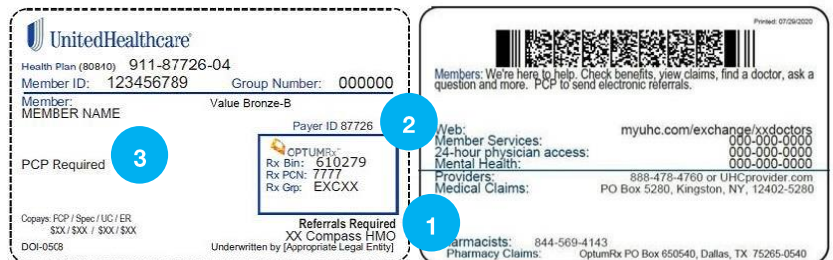 UnitedHealthcare®
Health Plan (80840) 911-87726-04
Member ID: 123456789 Group Number: 000000
Member: Value Bronze-B
MEMBER NAME
Payer ID 87726
2
3
PCP Required
OPTUMRx™
Rx Bin: 610279
Rx PCN: 7777
Rx Grp: EXCXX
Copays: PCP / Spec / UC / ER
$XX / $XX / $XX / $XX
DOI-0508
Referrals Required
1
XX Compass HMO
Underwritten by [Appropriate Legal Entity]
Printed: 07/29/2020
Members: We're here to help. Check benefits, view claims, find a doctor, ask a
question and more. PCP to send electronic referrals.
Web: myuhc.com/exchange/xxdoctors
Member Services: 000-000-0000
24-hour physician access: 000-000-0000
Mental Health: 000-000-0000
Providers: 888-478-4760 or UHCprovider.com
Medical Claims: PO Box 5280, Kingston, NY, 12402-5280
844-569-4143
Pharmacy Claims: OptumRx PO Box 650540, Dallas, TX 75265-0540